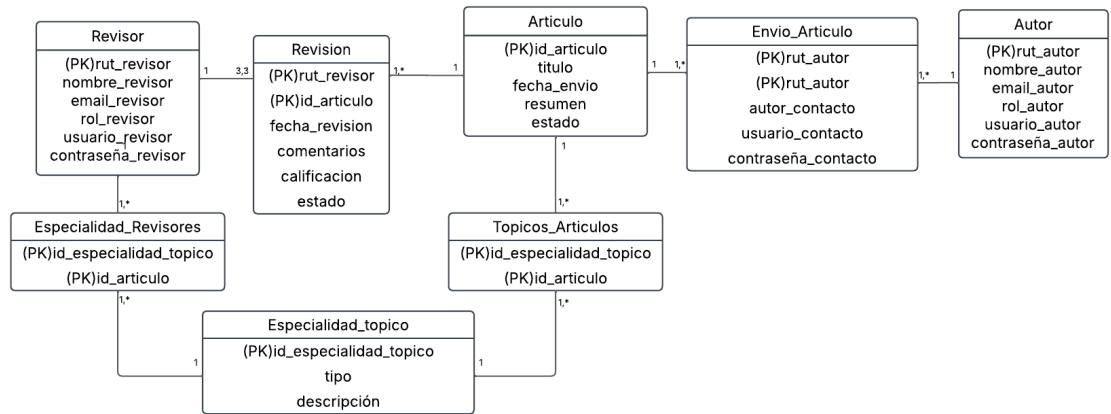 Revisor
(PK)rut_revisor
nombre_revisor
email_revisor
rol_revisor
usuario_revisor
contraseña_revisor
1
3,3
Revision
(PK)rut_revisor
(PK)id_articulo
fecha_revision
comentarios
calificacion
estado
1,*
1
Articulo
(PK)id_articulo
titulo
fecha_envio
resumen
estado
1
1,*
Envio_Articulo
(PK)rut_autor
(PK)rut_autor
autor_contacto
usuario_contacto
contraseña_contacto
1,*
1
Autor
(PK)rut_autor
nombre_autor
email_autor
rol_autor
usuario_autor
contraseña_autor
1,*
Especialidad_Revisores
(PK)id_especialidad_topico
(PK)id_articulo
1,*
1
1,*
Topicos_Articulos
(PK)id_especialidad_topico
(PK)id_articulo
1,*
1
Especialidad_topico
(PK)id_especialidad_topico
tipo
descripción
1